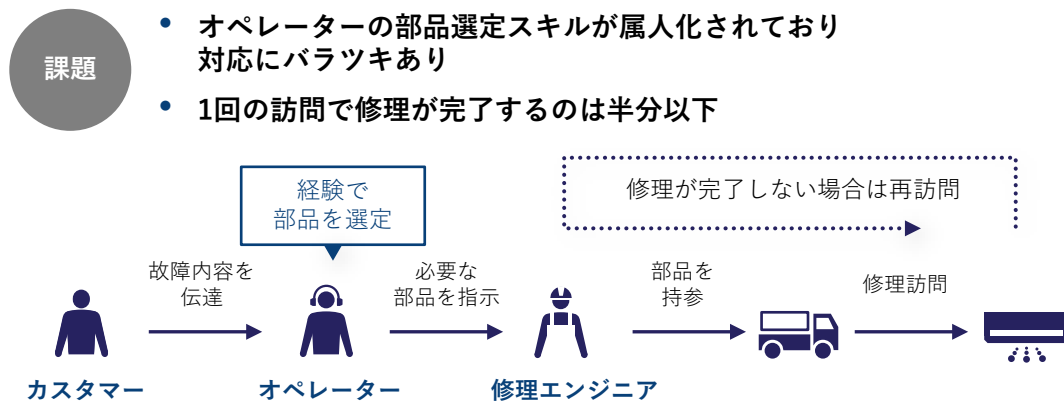 課題
• オペレーターの部品選定スキルが属人化されており
対応にバラツキあり
• 1回の訪問で修理が完了するのは半分以下
経験で
部品を選定
修理が完了しない場合は再訪問
故障内容を
伝達
必要な
部品を指示
部品を
持参
修理訪問
カスタマー
オペレーター
修理エンジニア